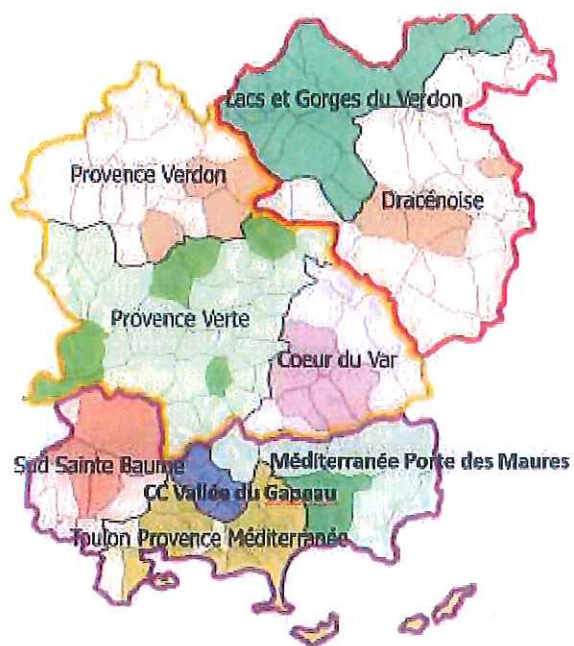 Lacs et Gorges du Verdon
Provence Verdon
Dracénoise
Provence Verte
Coeur du Var
Sud Sainte Baume
Méditerranée Porte des Maures
CC Vallée du Gapeau
Toulon Provence Méditerranée